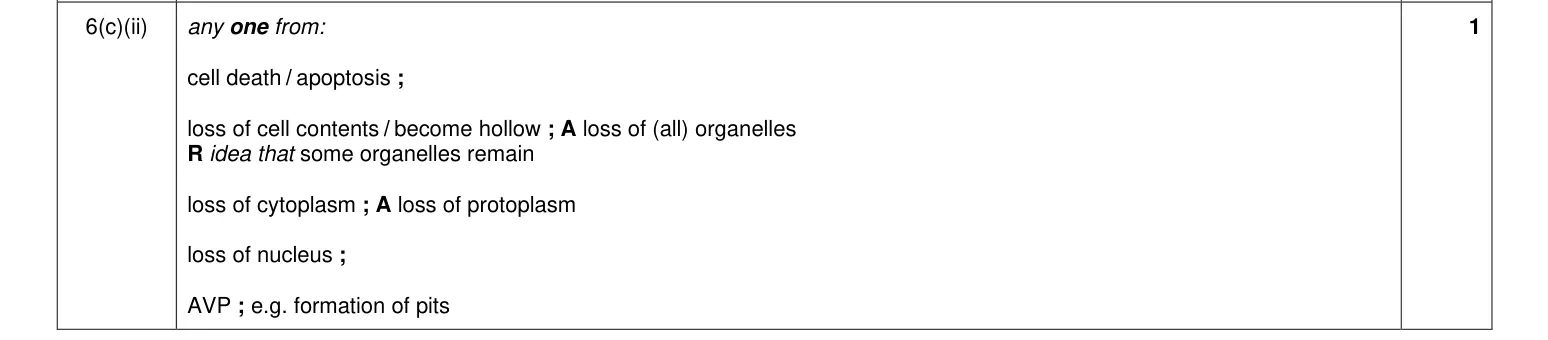 6(c)(ii) any one from: 1
cell death / apoptosis ;
loss of cell contents / become hollow ; A loss of (all) organelles
R idea that some organelles remain
loss of cytoplasm ; A loss of protoplasm
loss of nucleus ;
AVP ; e.g. formation of pits